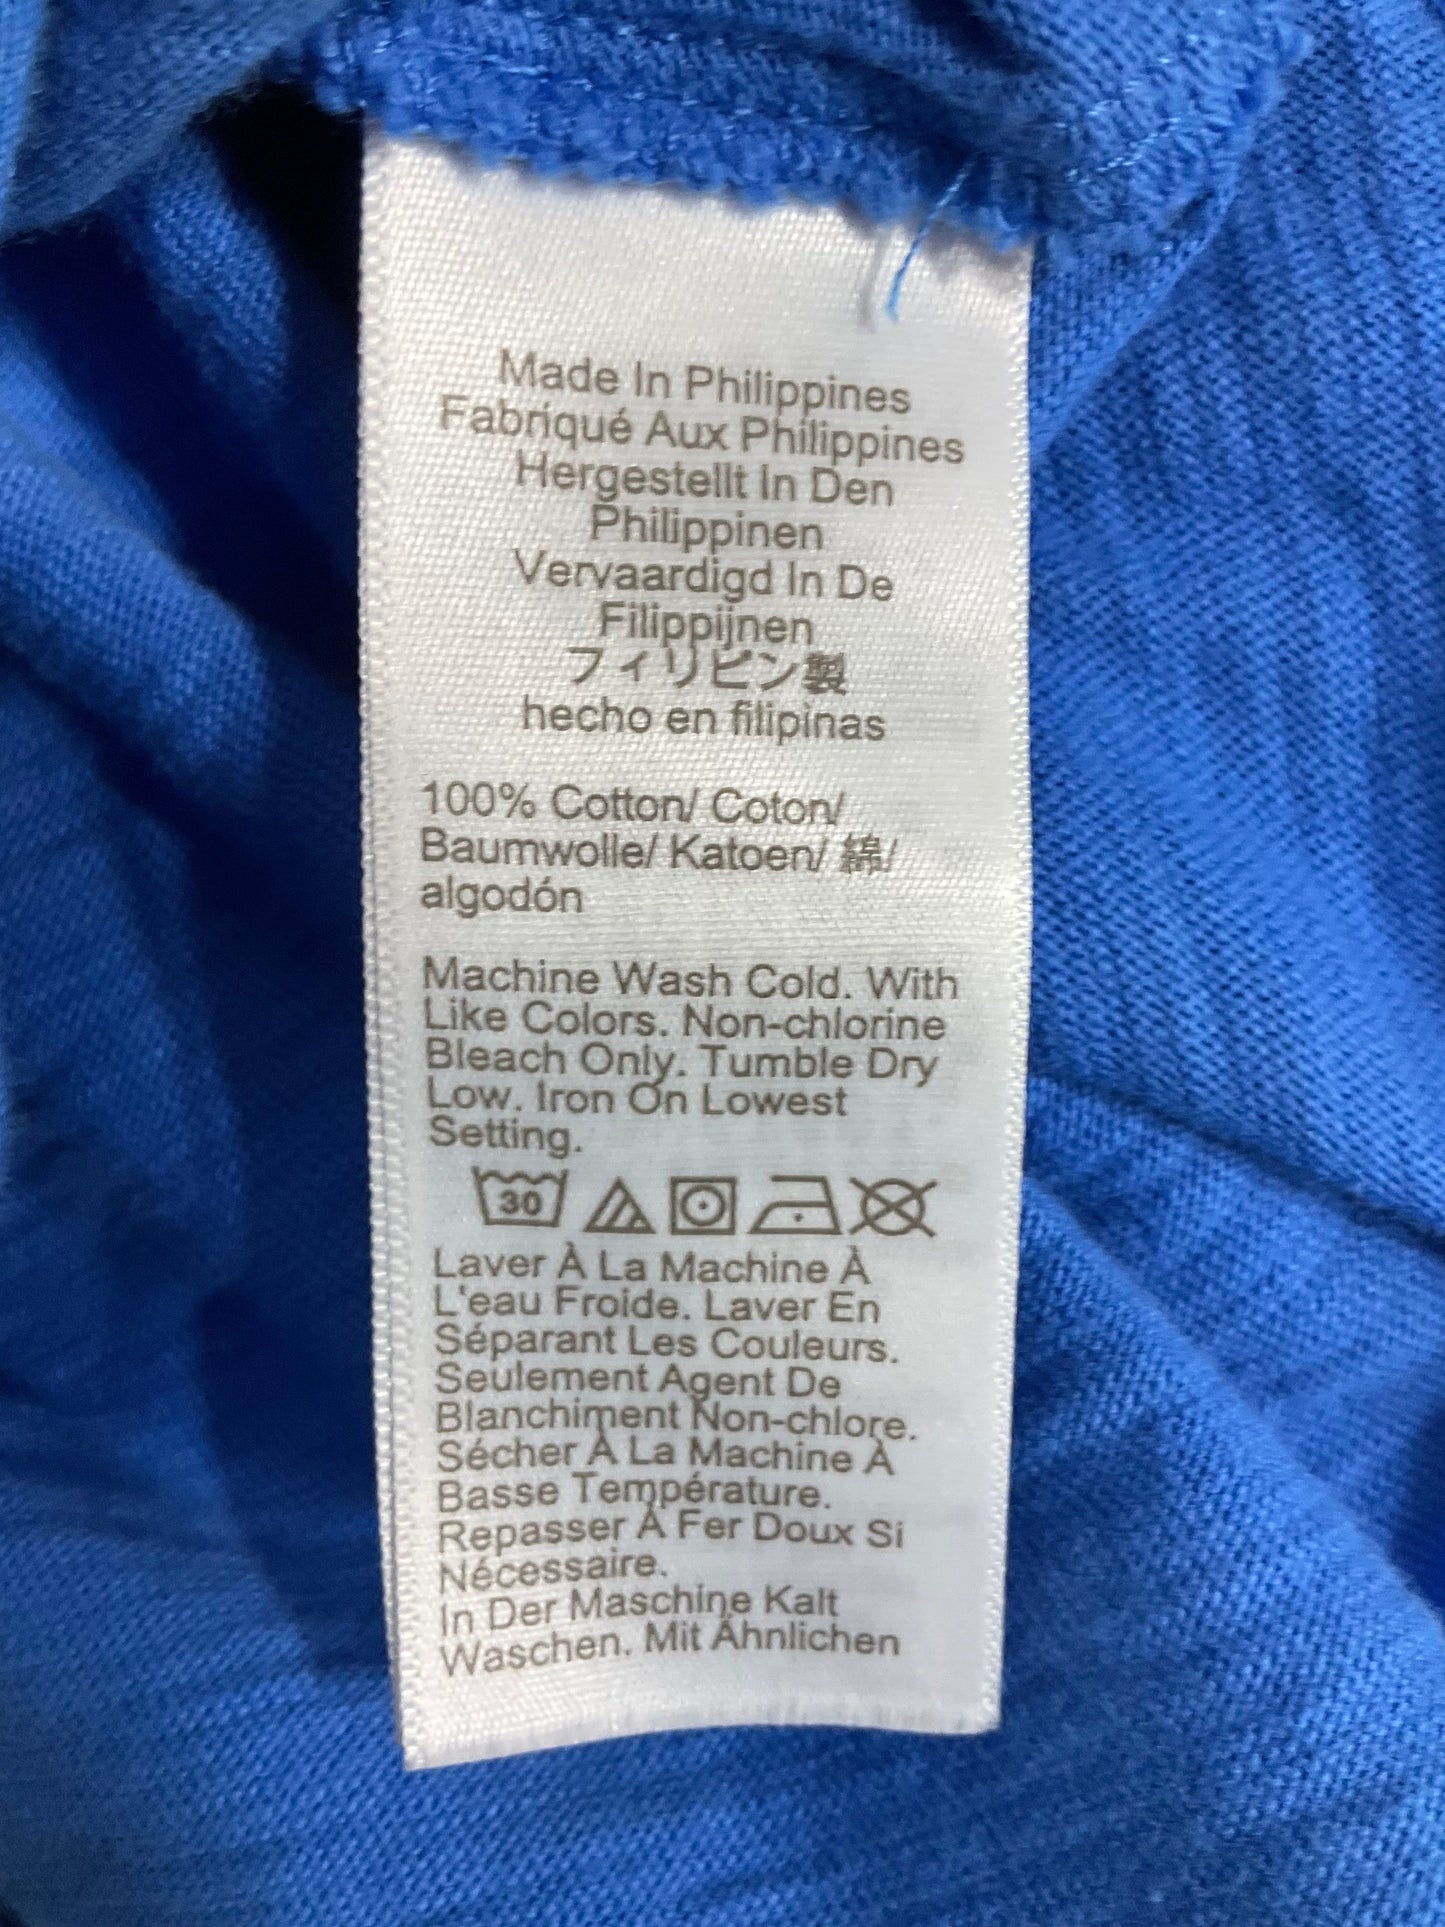 Made In Philippines
Fabriqué Aux Philippines
Hergestellt In Den
Philippinen
Vervaardigd In De
Filippijnen
フィリピン製
hecho en filipinas
100% Cotton/ Coton/
Baumwolle/ Katoen/ 綿/
algodón
Machine Wash Cold. With
Like Colors. Non-chlorine
Bleach Only. Tumble Dry
Low. Iron On Lowest
Setting.
30
Laver À La Machine À
L'eau Froide. Laver En
Séparant Les Couleurs.
Seulement Agent De
Blanchiment Non-chlore.
Sécher À La Machine À
Basse Température.
Repasser À Fer Doux Si
Nécessaire.
In Der Maschine Kalt
Waschen. Mit Ähnlichen